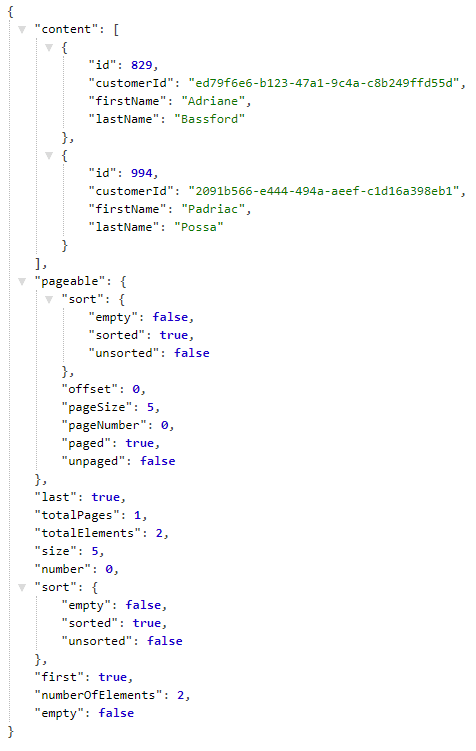 {
"content": [
{
"id": 829,
"customerId": "ed79f6e6-b123-47a1-9c4a-c8b249ffd55d",
"firstName": "Adriane",
"lastName": "Bassford"
},
{
"id": 994,
"customerId": "2091b566-e444-494a-aeef-c1d16a398eb1",
"firstName": "Padriac",
"lastName": "Possa"
}
],
"pageable": {
"sort": {
"empty": false,
"sorted": true,
"unsorted": false
},
"offset": 0,
"pageSize": 5,
"pageNumber": 0,
"paged": true,
"unpaged": false
},
"last": true,
"totalPages": 1,
"totalElements": 2,
"size": 5,
"number": 0,
"sort": {
"empty": false,
"sorted": true,
"unsorted": false
},
"first": true,
"numberOfElements": 2,
"empty": false
}